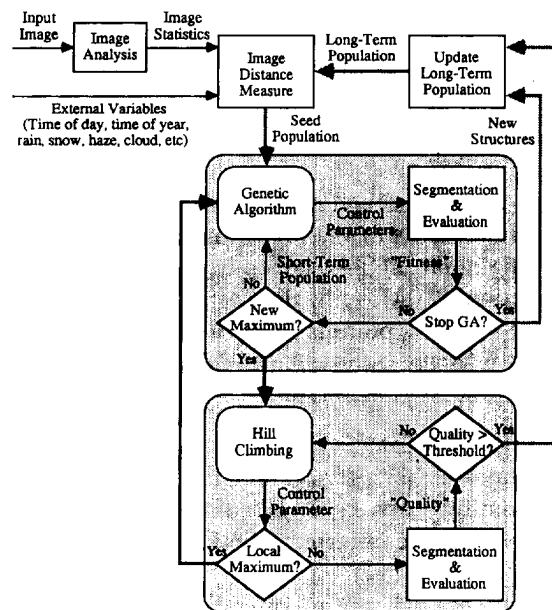 Input
Image
Image
Analysis
Image
Statistics
Image
Distance
Measure
Long-Term
Population
Update
Long-Term
Population
External Variables
(Time of day, time of year,
rain, snow, haze, cloud, etc)
Seed
Population
New
Structures
Genetic
Algorithm
Control
Parameters
Segmentation
&
Evaluation
Short-Term
Population
"Fitness"
No
New
Maximum?
Yes
No
Stop GA?
Yes
Hill
Climbing
No
Quality >
Threshold?
Yes
Control
Parameter
"Quality"
Yes
Local
Maximum?
No
Segmentation
&
Evaluation